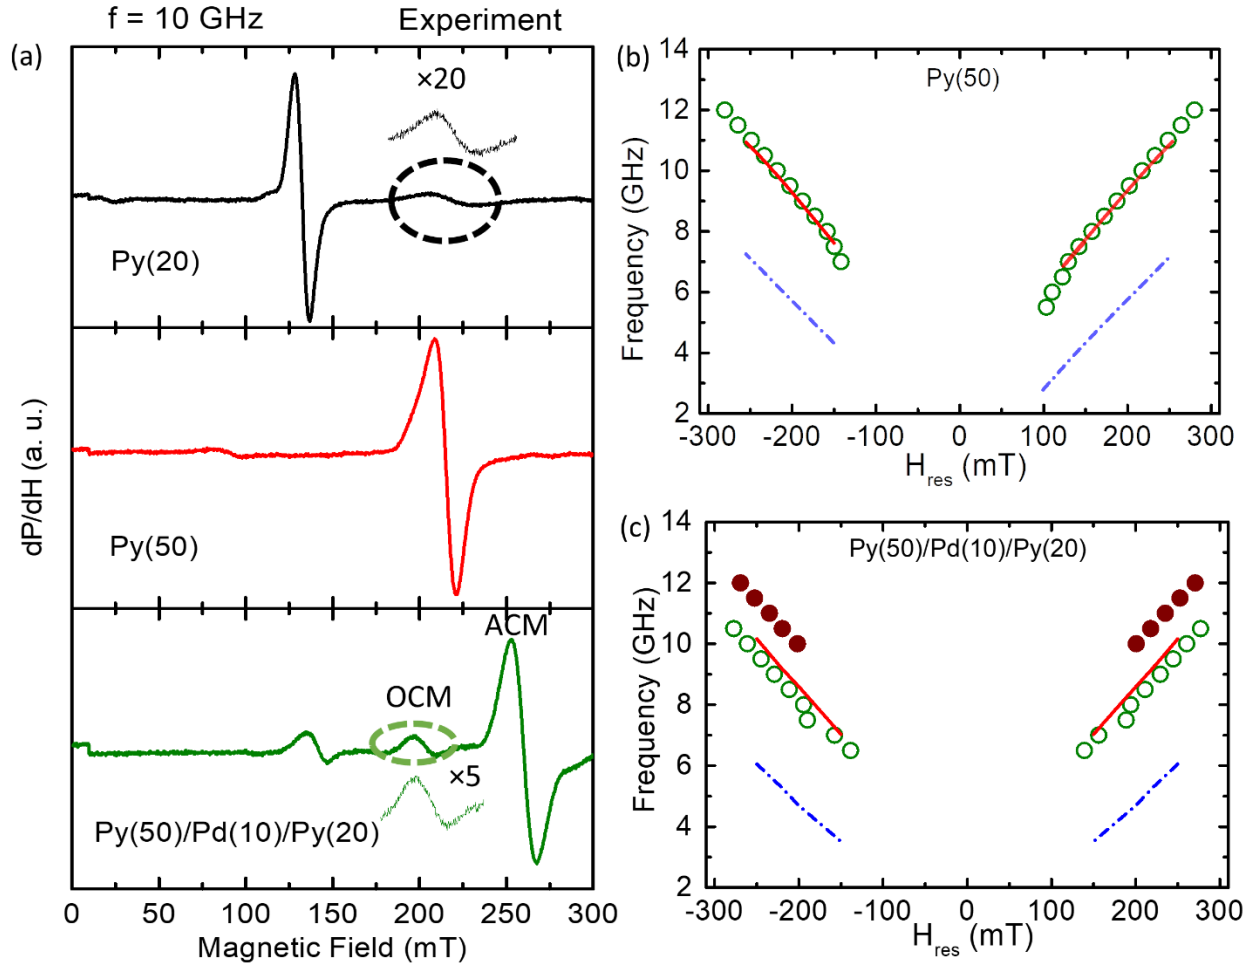 f = 10 GHz
Experiment
(a)
×20
Py(20)
Py(50)
ACM
OCM
×5
Py(50)/Pd(10)/Py(20)
dP/dH (a. u.)
0 50 100 150 200 250 300
Magnetic Field (mT)
(b)
Py(50)
14
12
10
8
6
4
2
Frequency (GHz)
-300 -200 -100 0 100 200 300
Hres (mT)
(c)
Py(50)/Pd(10)/Py(20)
14
12
10
8
6
4
2
Frequency (GHz)
-300 -200 -100 0 100 200 300
Hres (mT)